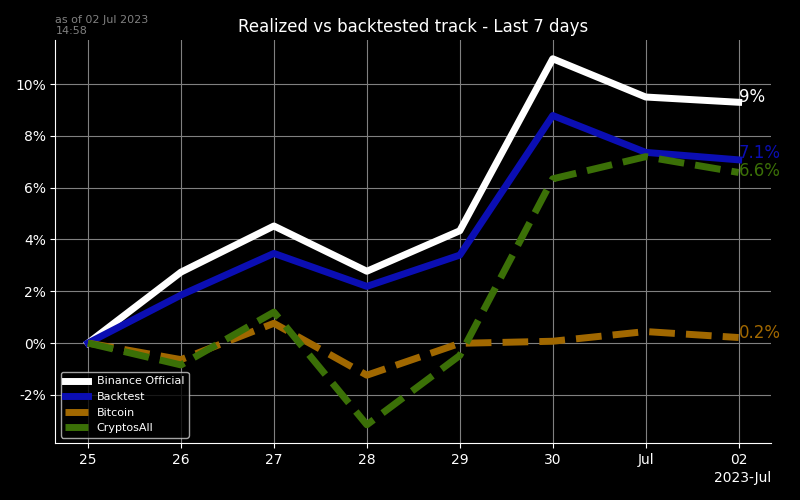 as of 02 Jul 2023
14:58
Realized vs backtested track - Last 7 days
10%
8%
6%
4%
2%
0%
-2%
9%
7.1%
6.6%
0.2%
Binance Official
Backtest
Bitcoin
CryptosAll
25 26 27 28 29 30 Jul 02
2023-Jul